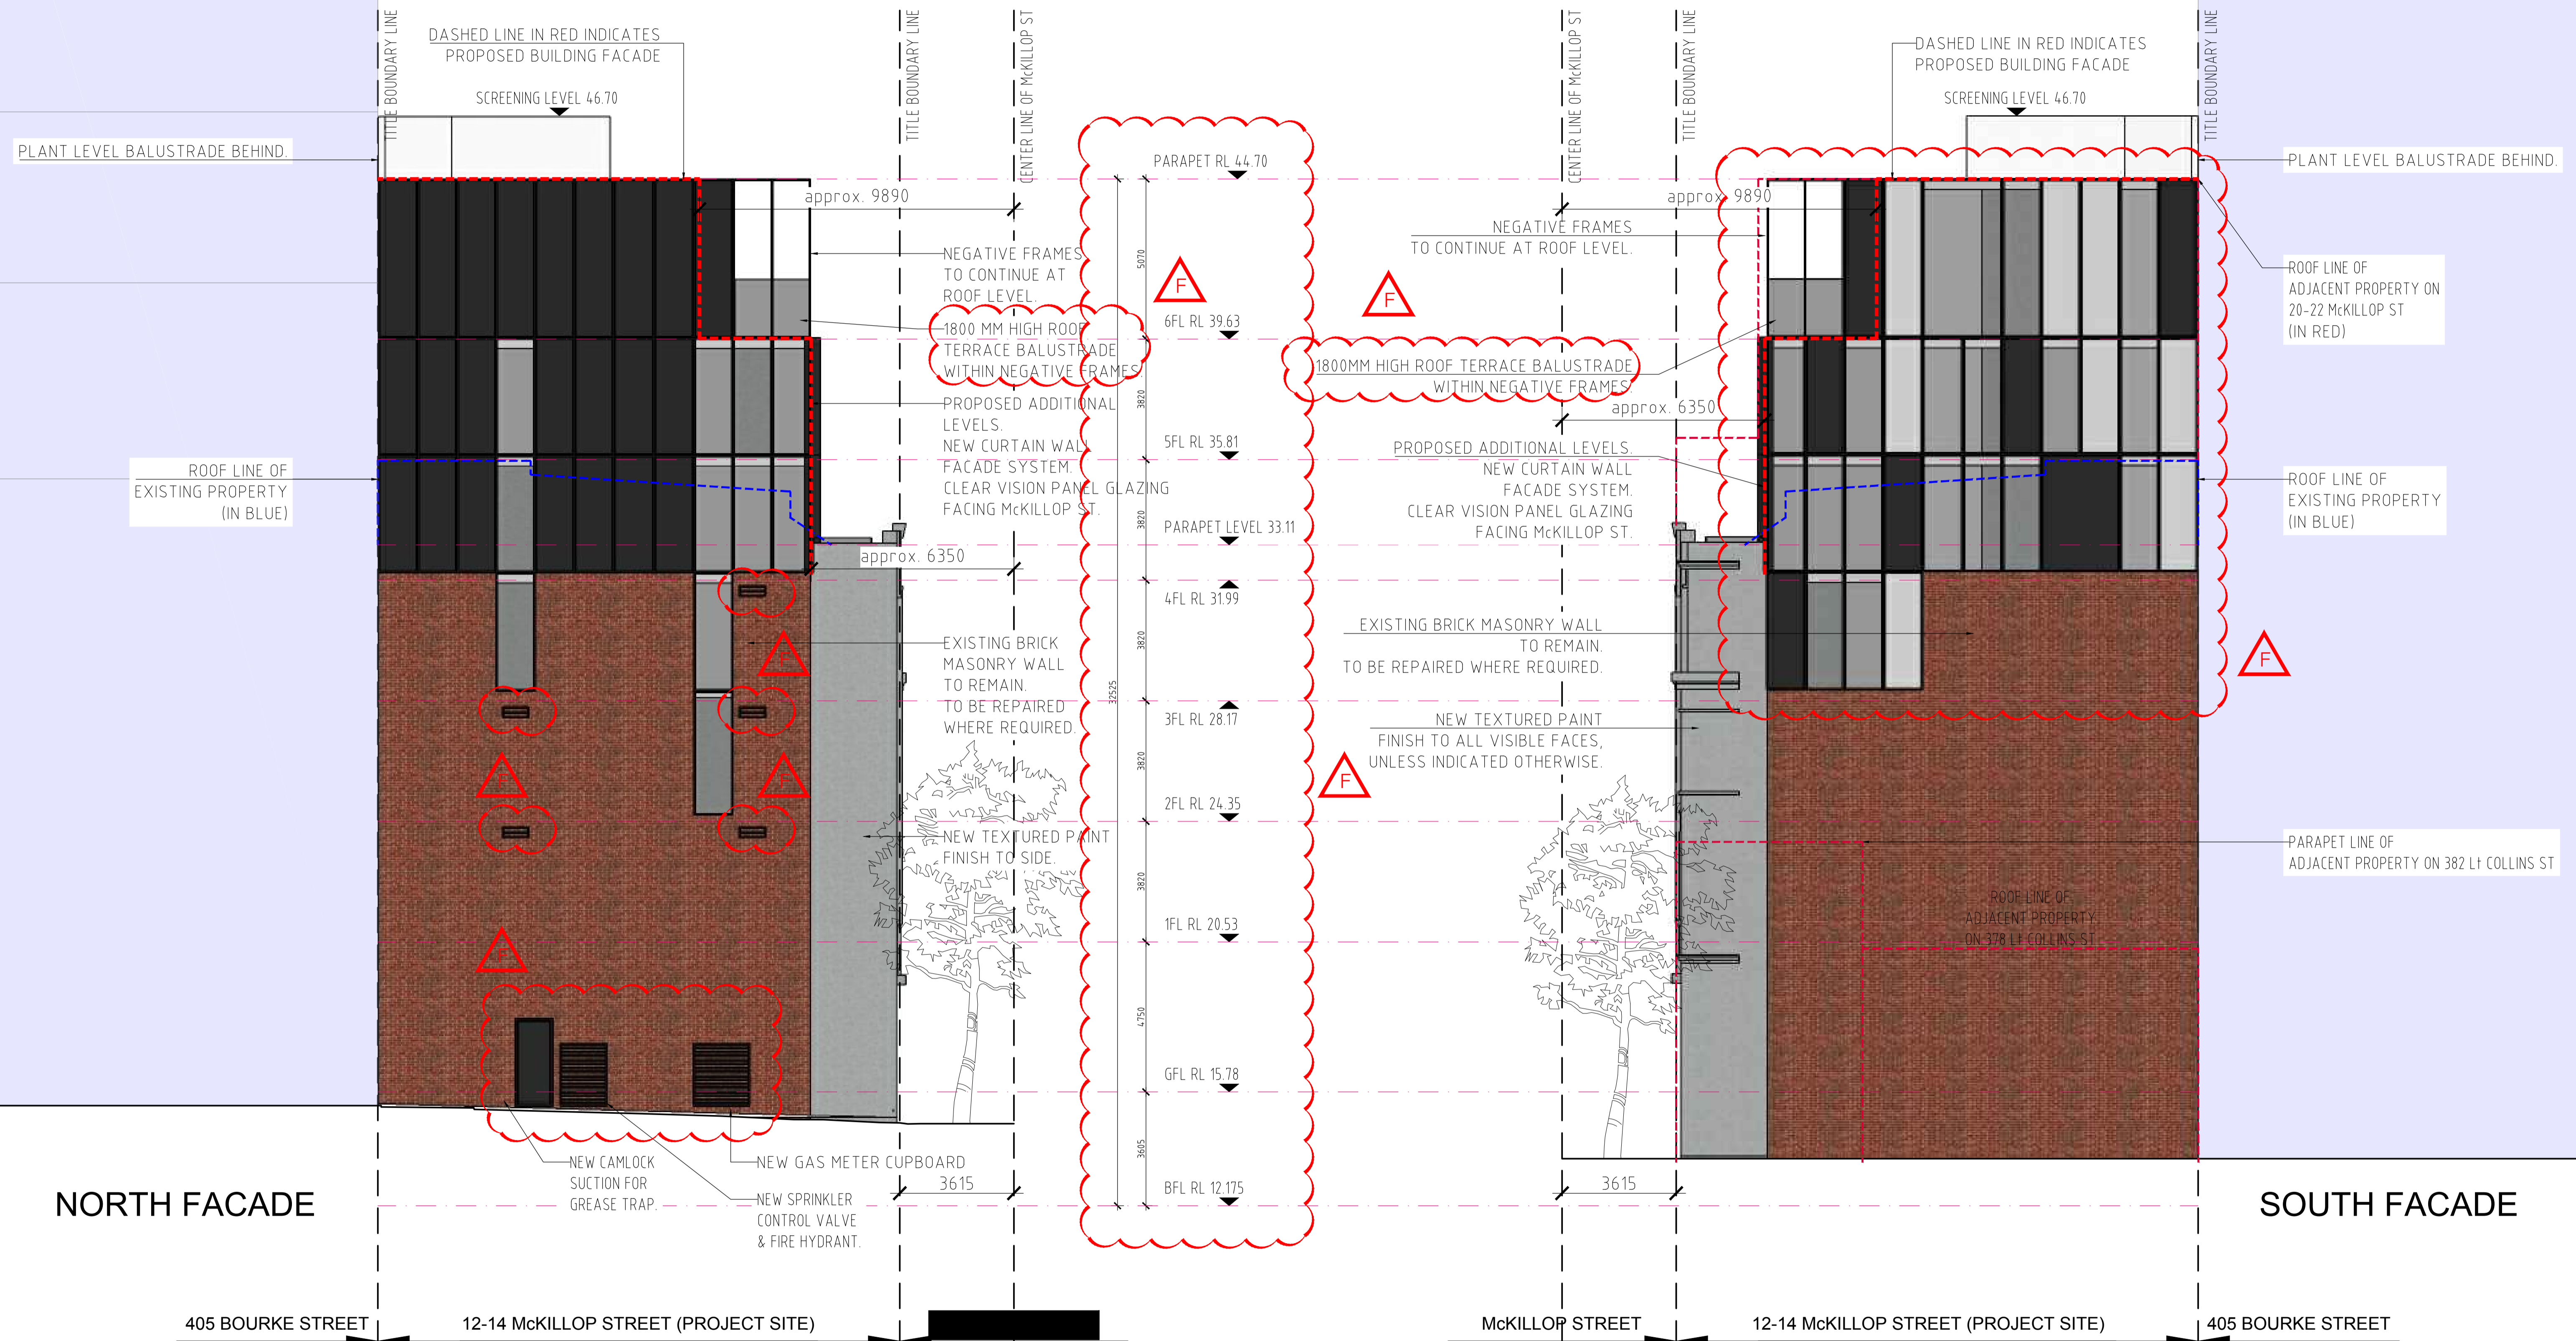 TITLE BOUNDARY LINE
DASHED LINE IN RED INDICATES
PROPOSED BUILDING FACADE
SCREENING LEVEL 46.70
PLANT LEVEL BALUSTRADE BEHIND.
TITLE BOUNDARY LINE
CENTER LINE OF McKILLOP ST
approx. 9890
NEGATIVE FRAMES
TO CONTINUE AT
ROOF LEVEL.
1800 MM HIGH ROOF
TERRACE BALUSTRADE
WITHIN NEGATIVE FRAMES.
PROPOSED ADDITIONAL
LEVELS.
NEW CURTAIN WALL
FACADE SYSTEM.
CLEAR VISION PANEL GLAZING
FACING McKILLOP ST.
ROOF LINE OF
EXISTING PROPERTY
(IN BLUE)
approx. 6350
EXISTING BRICK
MASONRY WALL
TO REMAIN.
TO BE REPAIRED
WHERE REQUIRED.
F
F
F
F
NEW TEXTURED PAINT
FINISH TO SIDE.
NEW CAMLOCK
SUCTION FOR
GREASE TRAP.
NEW GAS METER CUPBOARD
NEW SPRINKLER
CONTROL VALVE
& FIRE HYDRANT.
3615
NORTH FACADE
405 BOURKE STREET
12-14 McKILLOP STREET (PROJECT SITE)
PARAPET RL 44.70
5070
F
6FL RL 39.63
3820
5FL RL 35.81
3820
PARAPET LEVEL 33.11
4FL RL 31.99
3820
32525
3FL RL 28.17
3820
2FL RL 24.35
3820
1FL RL 20.53
4750
GFL RL 15.78
3605
BFL RL 12.175
CENTER LINE OF McKILLOP ST
TITLE BOUNDARY LINE
DASHED LINE IN RED INDICATES
PROPOSED BUILDING FACADE
SCREENING LEVEL 46.70
TITLE BOUNDARY LINE
PLANT LEVEL BALUSTRADE BEHIND.
approx. 9890
NEGATIVE FRAMES
TO CONTINUE AT ROOF LEVEL.
F
ROOF LINE OF
ADJACENT PROPERTY ON
20-22 McKILLOP ST
(IN RED)
1800MM HIGH ROOF TERRACE BALUSTRADE
WITHIN NEGATIVE FRAMES.
approx. 6350
PROPOSED ADDITIONAL LEVELS.
NEW CURTAIN WALL
FACADE SYSTEM.
CLEAR VISION PANEL GLAZING
FACING McKILLOP ST.
ROOF LINE OF
EXISTING PROPERTY
(IN BLUE)
EXISTING BRICK MASONRY WALL
TO REMAIN.
TO BE REPAIRED WHERE REQUIRED.
F
NEW TEXTURED PAINT
FINISH TO ALL VISIBLE FACES,
UNLESS INDICATED OTHERWISE.
F
PARAPET LINE OF
ADJACENT PROPERTY ON 382 Lt COLLINS ST
ROOF LINE OF
ADJACENT PROPERTY
ON 378 Lt COLLINS ST
3615
SOUTH FACADE
McKILLOP STREET
12-14 McKILLOP STREET (PROJECT SITE)
405 BOURKE STREET